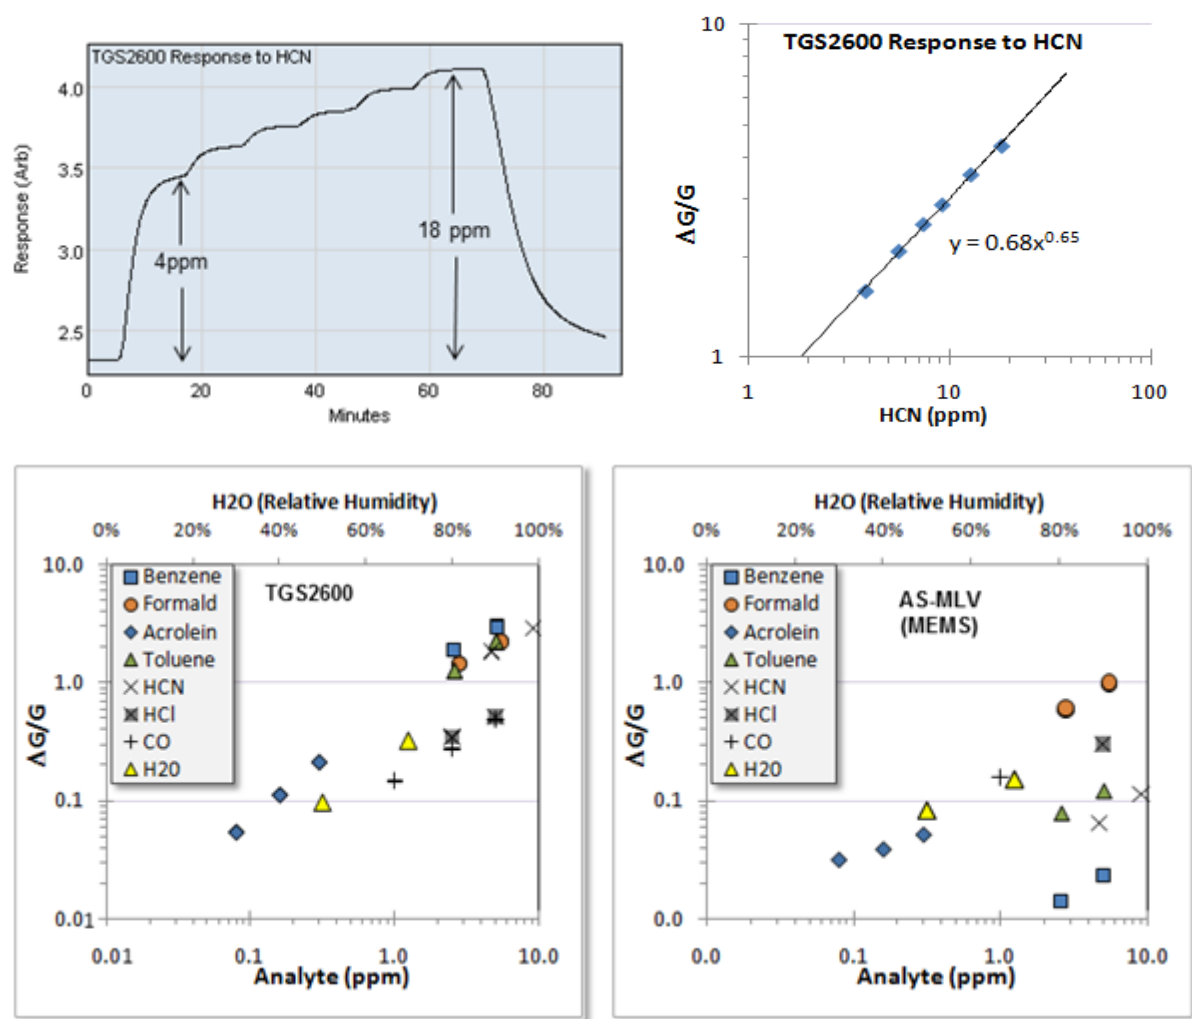 TGS2600 Response to HCN
4.0
3.5
3.0
2.5
Response (Arb)
4ppm
18 ppm
0 20 40 60 80
Minutes
10
TGS2600 Response to HCN
ΔG/G
y = 0.68x^0.65
1
1 10 100
HCN (ppm)
H2O (Relative Humidity)
0% 20% 40% 60% 80% 100%
10.0
1.0
0.1
0.01
ΔG/G
Benzene
Formald
Acrolein
Toluene
HCN
HCl
CO
H20
TGS2600
0.01 0.1 1.0 10.0
Analyte (ppm)
H2O (Relative Humidity)
0% 20% 40% 60% 80% 100%
10.0
1.0
0.1
0.0
ΔG/G
Benzene
Formald
Acrolein
Toluene
HCN
HCl
CO
H20
AS-MLV
(MEMS)
0.0 0.1 1.0 10.0
Analyte (ppm)